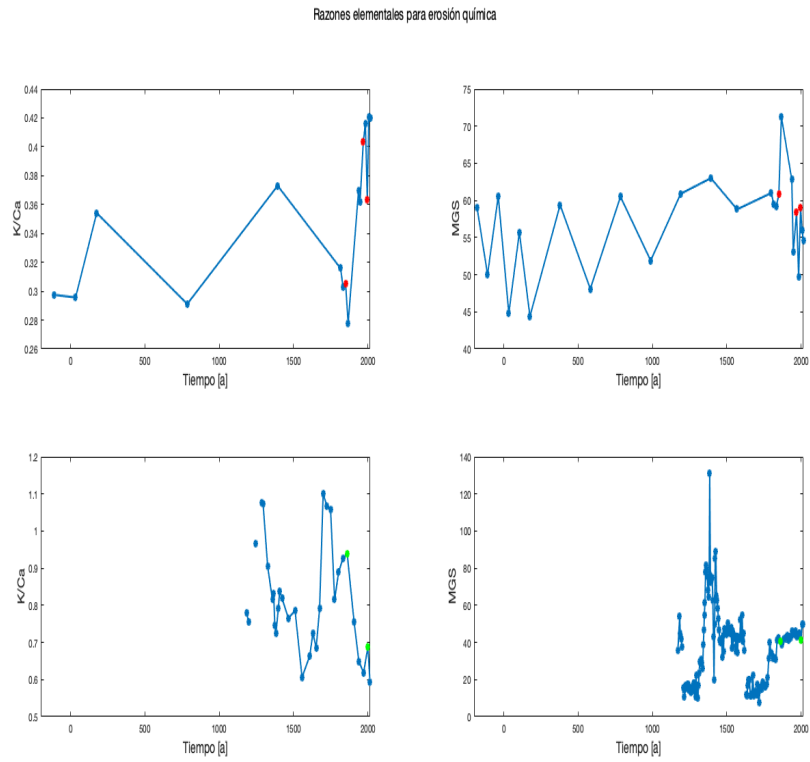 Razones elementales para erosión química
0.44
0.42
0.4
0.38
0.36
0.34
0.32
0.3
0.28
0.26
K/Ca
0 500 1000 1500 2000
Tiempo [a]
75
70
65
60
55
50
45
40
MGS
0 500 1000 1500 2000
Tiempo [a]
1.2
1.1
1
0.9
0.8
0.7
0.6
0.5
K/Ca
0 500 1000 1500 2000
Tiempo [a]
140
120
100
80
60
40
20
0
MGS
0 500 1000 1500 2000
Tiempo [a]